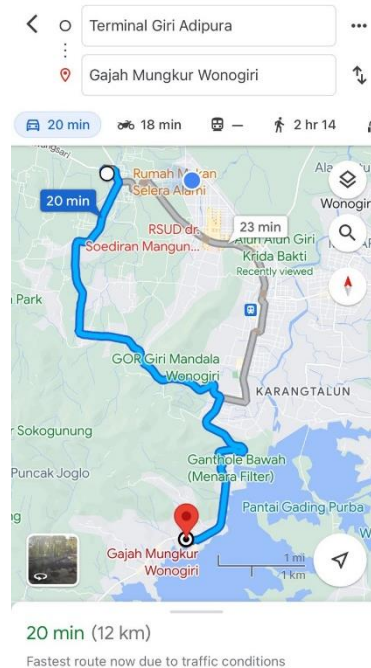 Terminal Giri Adipura
Gajah Mungkur Wonogiri
20 min
18 min
—
2 hr 14
Rumah Makan
Selera Alami
20 min
Wonogir
RSUD dr.
Soediran Mangun...
23 min
Alun Alun Giri
Krida Bakti
Recently viewed
Park
GOR Giri Mandala
Wonogiri
KARANGTALUN
Sokogunung
Puncak Joglo
Ganthole Bawah
(Menara Filter)
Pantai Gading Purba
Gajah Mungkur
Wonogiri
1 mi
1 km
20 min (12 km)
Fastest route now due to traffic conditions